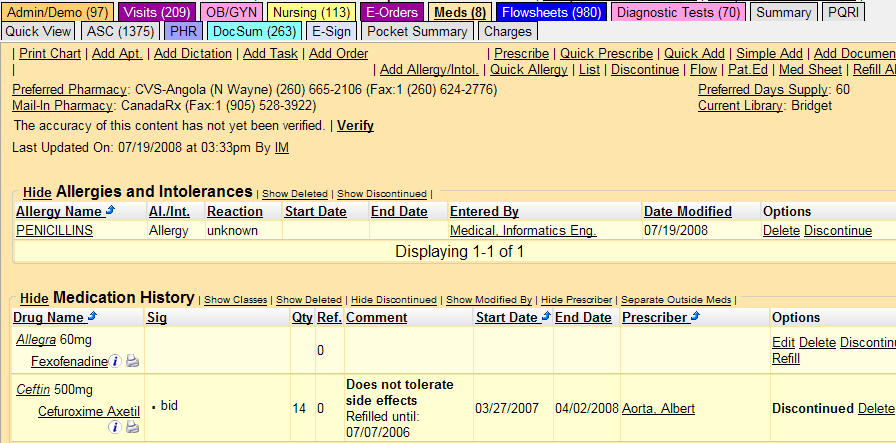 Admin/Demo (97) Visits (209) OB/GYN Nursing (113) E-Orders Meds (8) Flowsheets (980) Diagnostic Tests (70) Summary PQRI
Quick View ASC (1375) PHR DocSum (263) E-Sign Pocket Summary Charges
| Print Chart | Add Apt. | Add Dictation | Add Task | Add Order | Prescribe | Quick Prescribe | Quick Add | Simple Add | Add Documen
| | Add Allergy/Intol. | Quick Allergy | List | Discontinue | Flow | Pat.Ed | Med Sheet | Refill Al
Preferred Pharmacy: CVS-Angola (N Wayne) (260) 665-2106 (Fax:1 (260) 624-2776) Preferred Days Supply: 60
Mail-In Pharmacy: CanadaRx (Fax:1 (905) 528-3922) Current Library: Bridget
The accuracy of this content has not yet been verified. | Verify
Last Updated On: 07/19/2008 at 03:33pm By IM
Hide Allergies and Intolerances | Show Deleted | Show Discontinued |
Allergy Name Al./Int. Reaction Start Date End Date Entered By Date Modified Options
PENICILLINS Allergy unknown Medical, Informatics Eng. 07/19/2008 Delete Discontinue
Displaying 1-1 of 1
Hide Medication History | Show Classes | Show Deleted | Hide Discontinued | Show Modified By | Hide Prescriber | Separate Outside Meds |
Drug Name Sig Qty Ref. Comment Start Date End Date Prescriber Options
Allegra 60mg
Fexofenadine i 0 Edit Delete Discontinu
Refill
Ceftin 500mg
Cefuroxime Axetil i • bid 14 0 Does not tolerate
side effects
Refilled until:
07/07/2006 03/27/2007 04/02/2008 Aorta, Albert Discontinued Delete